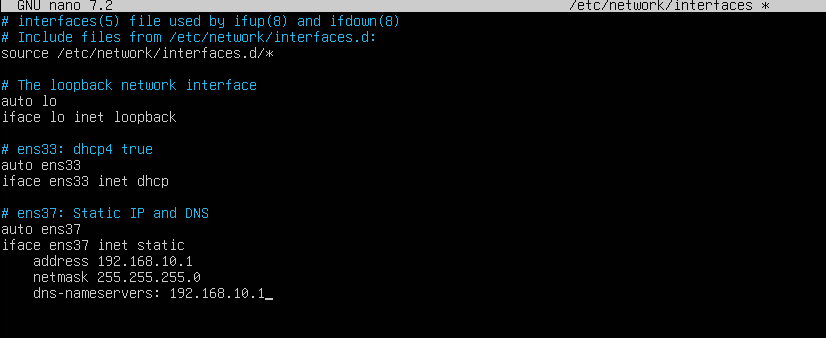 GNU nano 7.2 /etc/network/interfaces *
# interfaces(5) file used by ifup(8) and ifdown(8)
# Include files from /etc/network/interfaces.d:
source /etc/network/interfaces.d/*
# The loopback network interface
auto lo
iface lo inet loopback
# ens33: dhcp4 true
auto ens33
iface ens33 inet dhcp
# ens37: Static IP and DNS
auto ens37
iface ens37 inet static
address 192.168.10.1
netmask 255.255.255.0
dns-nameservers: 192.168.10.1_